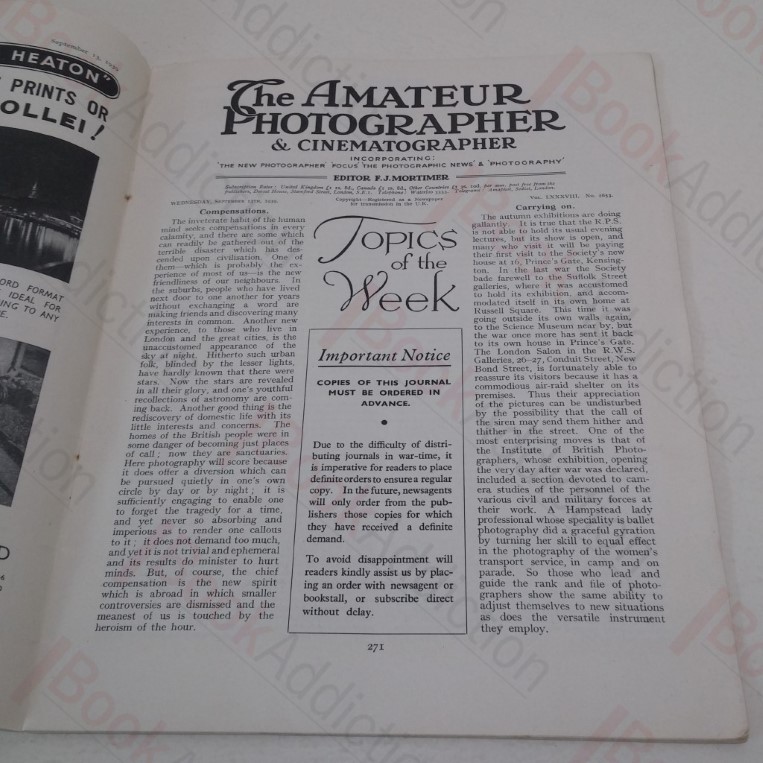 September 13, 1939
HEATON"
PRINTS OR
OLLEI!
ORD FORMAT
IDEAL FOR
ING TO ANY
E.
D
The AMATEUR
PHOTOGRAPHER
& CINEMATOGRAPHER
INCORPORATING:
"THE NEW PHOTOGRAPHER" FOCUS "THE PHOTOGRAPHIC NEWS" & "PHOTOGRAPHY"
EDITOR F.J. MORTIMER
Copyright—Registered as a Newspaper
for transmission in the U.K.
WEDNESDAY, SEPTEMBER 13TH, 1939.
VOL. LXXXVIII. No.
Compensations.
The inveterate habit of the human
mind seeks compensations in every
calamity, and there are some which
can readily be gathered out of the
terrible disaster which has des-
cended upon civilization. One of
them—which is probably the ex-
perience of most of us—is the new
friendliness of our neighbours. In
the suburbs, people who have lived
next door to one another for years
without exchanging a word are
making friends and discovering many
interests in common. Another new
experience, to those who live in
London and the great cities, is the
unaccustomed appearance of the
sky at night. Hitherto such urban
folk, blinded by the lesser lights,
have hardly known that there were
stars. Now the stars are revealed
in all their glory, and one's youthful
recollections of astronomy are com-
ing back. Another good thing is the
rediscovery of domestic life with its
little interests and concerns. The
homes of the British people were in
some danger of becoming just places
of call; now they are sanctuaries.
Here photography will score because
it does offer a diversion which can
be pursued quietly in one's own
circle by day or by night; it is
sufficiently engaging to enable one
to forget the tragedy for a time,
and yet never so absorbing and
imperious as to render one callous
to it; it does not demand too much,
and yet it is not trivial and ephemeral
and its results do minister to hurt
minds. But, of course, the chief
compensation is the new spirit
which is abroad in which smaller
controversies are dismissed and the
meanest of us is touched by the
heroism of the hour.
Topics
of the
Week
Important Notice
COPIES OF THIS JOURNAL
MUST BE ORDERED IN
ADVANCE.
Due to the difficulty of distri-
buting journals in war-time, it
is imperative for readers to place
definite orders to ensure a regular
copy. In the future, newsagents
will only order from the pub-
lishers those copies for which
they have received a definite
demand.
To avoid disappointment will
readers kindly assist us by plac-
ing an order with newsagent or
bookstall, or subscribe direct
without delay.
Carrying on.
The autumn exhibitions are doing
gallantly. It is true that the R.P.S.
is not able to hold its usual evening
lectures, but its show is open, and
many who visit it will be paying
their first visit to the Society's new
house at 16, Prince's Gate, Kensing-
ton. In the last war the Society
bade farewell to the Suffolk Street
galleries, where it was accustomed
to hold its exhibition, and accom-
modated itself in its own home at
Russell Square. This time it was
going outside its own walls again,
to the Science Museum near by, but
the war once more has sent it back
to its own house in Prince's Gate.
The London Salon in the R.W.S.
Galleries, 26-27, Conduit Street, New
Bond Street, is fortunately able to
reassure its visitors because it has a
commodious air-raid shelter on its
premises. Thus their appreciation
of the pictures can be undisturbed
by the possibility that the call of
the siren may send them hither and
thither in the street. One of the
most enterprising moves is that of
the Institute of British Photo-
graphers, whose exhibition, opening
the very day after war was declared,
included a section devoted to cam-
era studies of the personnel of the
various civil and military forces at
their work. A Hampstead lady
professional whose speciality is ballet
photography did a graceful gyration
by turning her skill to equal effect
in the photography of the women's
transport service, in camp and on
parade. So those who lead and
guide the rank and file of photo-
graphers show the same ability to
adjust themselves to new situations
as does the versatile instrument
they employ.
271
Book Addiction